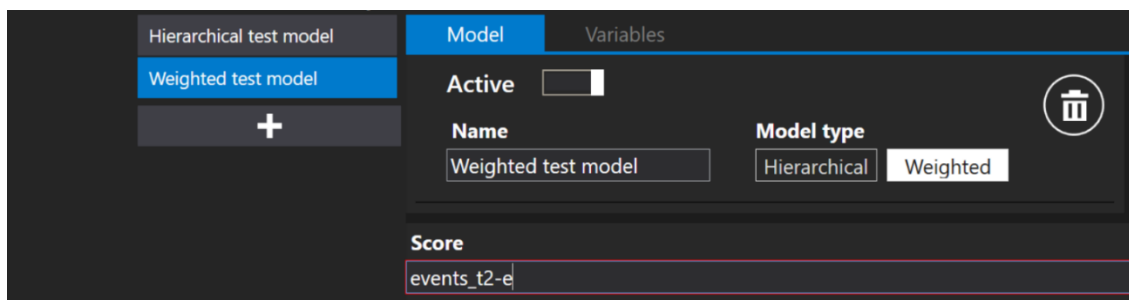 Hierarchical test model
Weighted test model
Model Variables
Active
Name Model type
Weighted test model Hierarchical Weighted
Score
events_t2-e